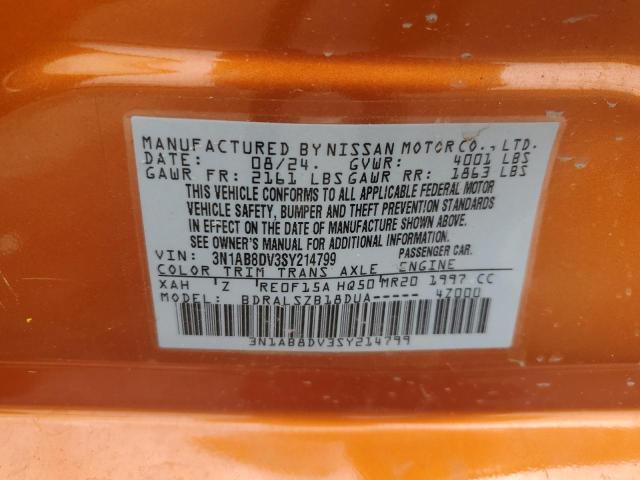 MANUFACTURED BY NISSAN MOTOR CO., LTD.
DATE: 08/24. GVWR: 4001 LBS
GAWR FR: 2161 LBS GAWR RR: 1863 LBS
THIS VEHICLE CONFORMS TO ALL APPLICABLE FEDERAL MOTOR
VEHICLE SAFETY, BUMPER AND THEFT PREVENTION STANDARDS
IN EFFECT ON THE DATE OF MANUFACTURE SHOWN ABOVE.
SEE OWNER'S MANUAL FOR ADDITIONAL INFORMATION.
VIN: 3N1AB8DV3SY214799 PASSENGER CAR.
COLOR TRIM TRANS AXLE ENGINE
XAH Z RE0F15A HQ50 MR20 1997 CC
MODEL: BDRALSZB18DUA----- 4Z000
3N1AB8DV3SY214799